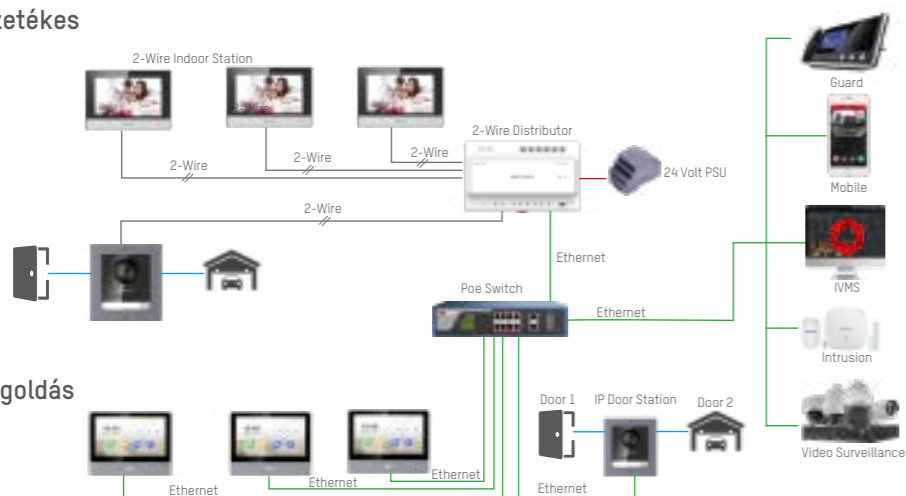 etékes
2-Wire Indoor Station
2-Wire
2-Wire
2-Wire
2-Wire Distributor
24 Volt PSU
2-Wire
Ethernet
Poe Switch
Ethernet
Guard
Mobile
IVMS
Intrusion
Video Surveillance
goldás
Door 1
IP Door Station
Door 2
Ethernet
Ethernet
Ethernet
Ethernet